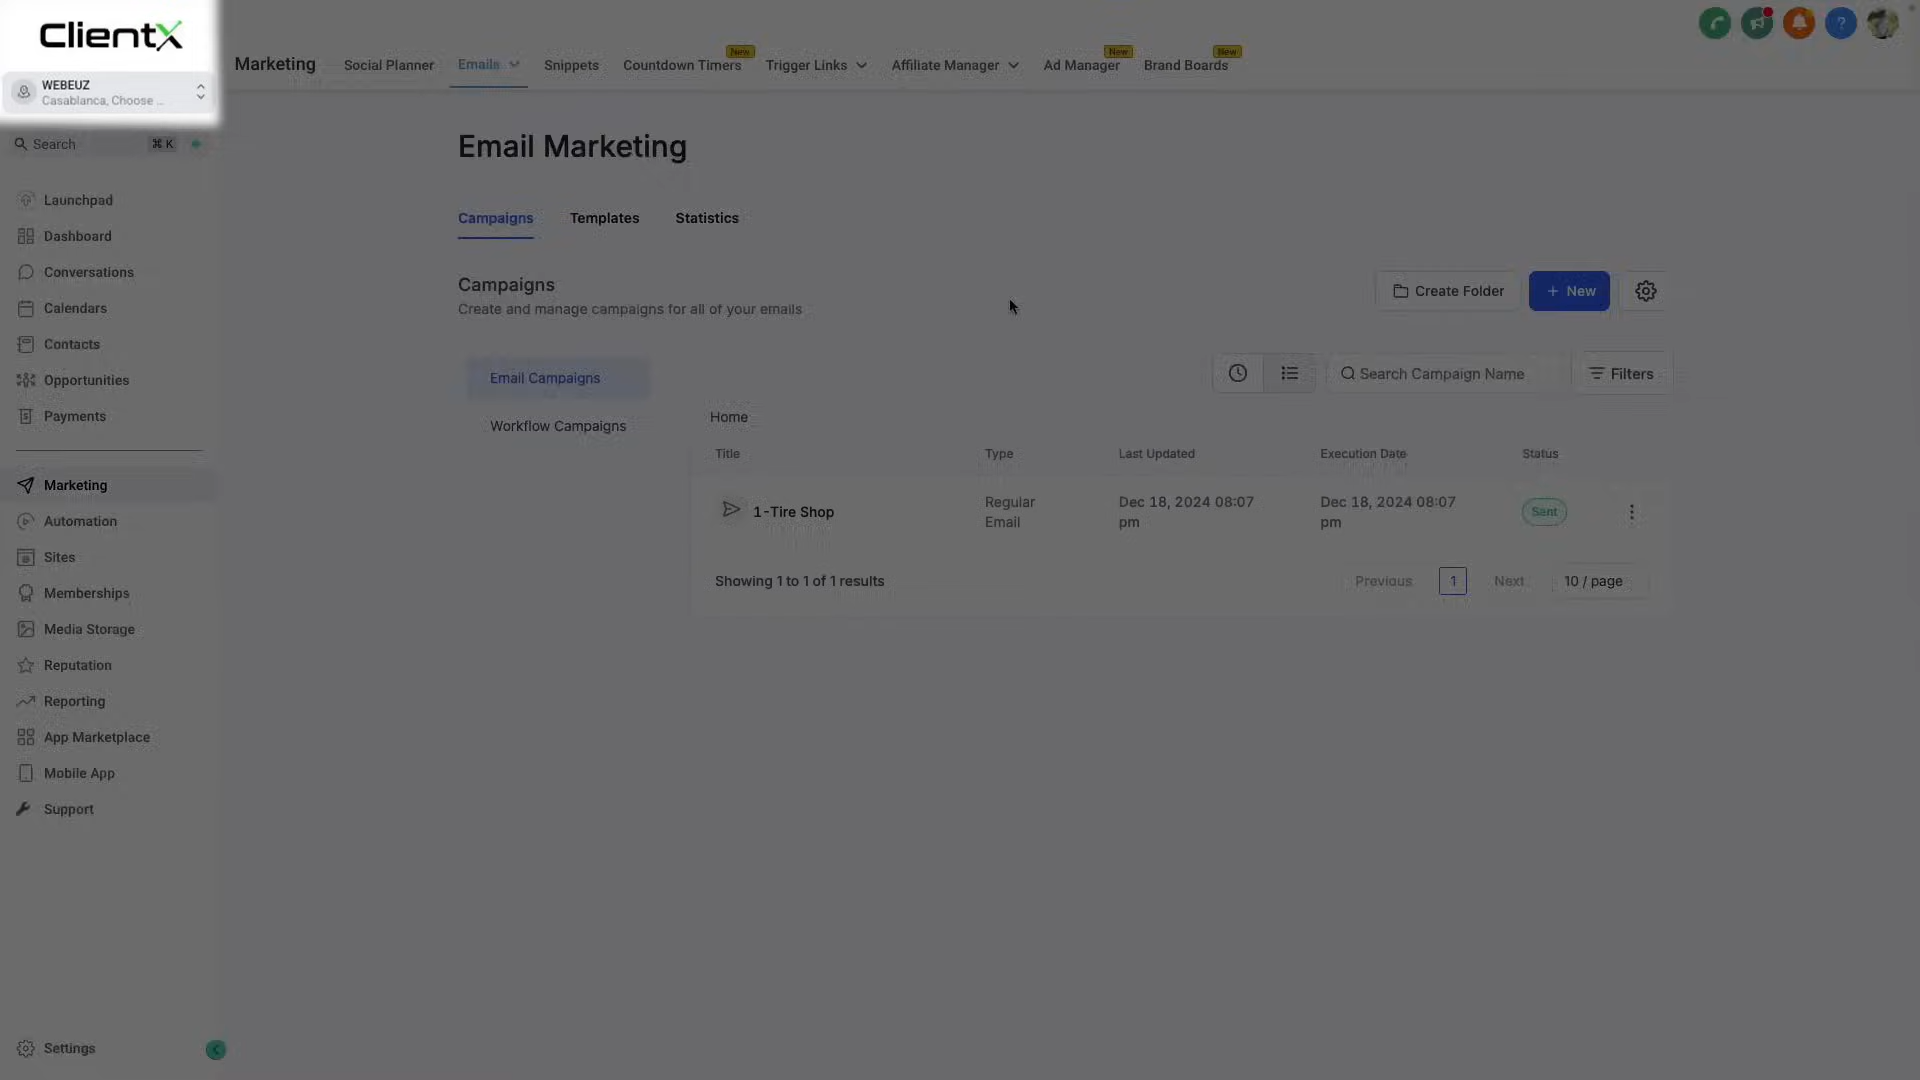 ClientX
WEBEUZ
Casablanca, Choose ...
Search
⌘ K
Launchpad
Dashboard
Conversations
Calendars
Contacts
Opportunities
Payments
Marketing
Automation
Sites
Memberships
Media Storage
Reputation
Reporting
App Marketplace
Mobile App
Support
Settings
Marketing
Social Planner
Emails
Snippets
Countdown Timers
New
Trigger Links
Affiliate Manager
Ad Manager
New
Brand Boards
New
?
Email Marketing
Campaigns
Templates
Statistics
Campaigns
Create and manage campaigns for all of your emails
Create Folder
+ New
Email Campaigns
Workflow Campaigns
Search Campaign Name
Filters
Home
Title
Type
Last Updated
Execution Date
Status
1-Tire Shop
Regular
Email
Dec 18, 2024 08:07
pm
Dec 18, 2024 08:07
pm
Sent
Showing 1 to 1 of 1 results
Previous
1
Next
10 / page